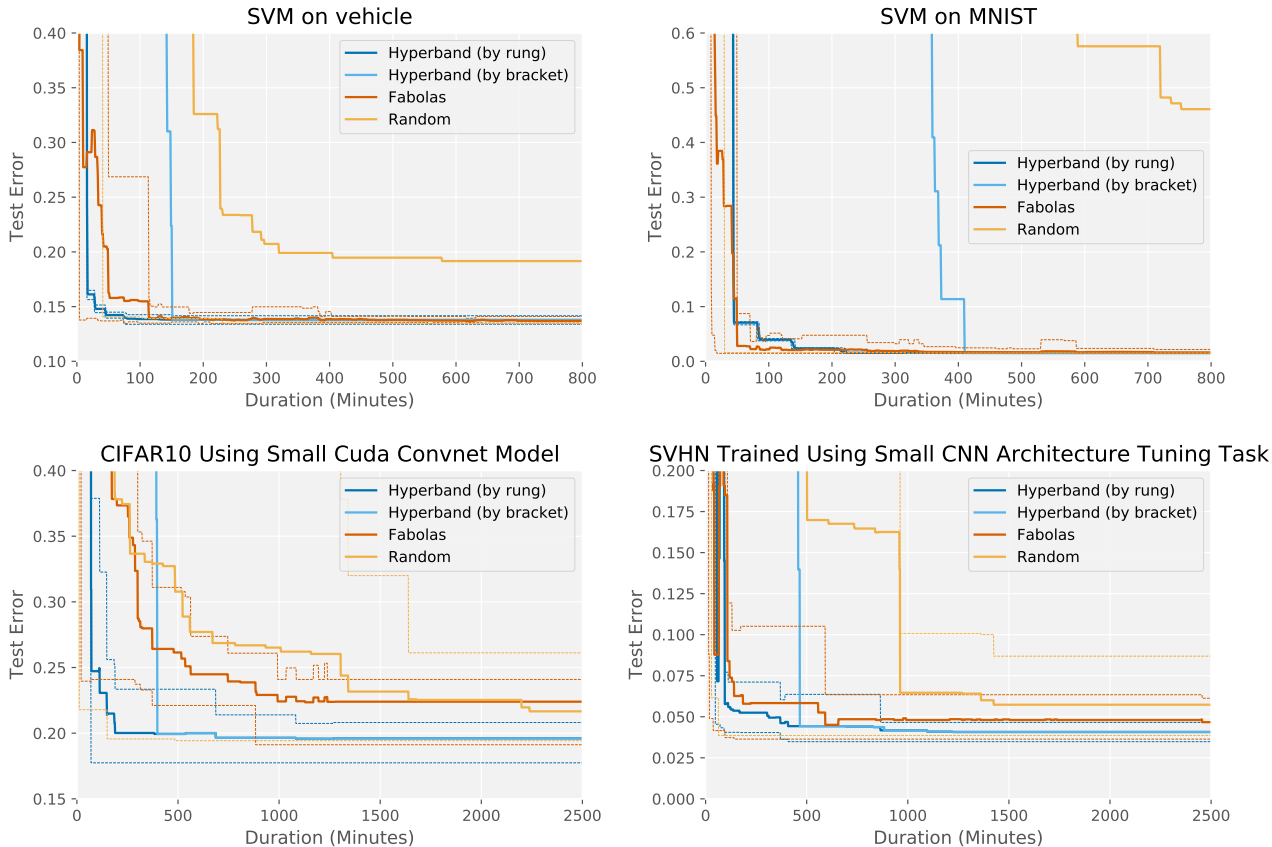 SVM on vehicle
0.40
0.35
0.30
0.25
0.20
0.15
0.10
Test Error
Hyperband (by rung)
Hyperband (by bracket)
Fabolas
Random
0 100 200 300 400 500 600 700 800
Duration (Minutes)
SVM on MNIST
0.6
0.5
0.4
0.3
0.2
0.1
0.0
Test Error
Hyperband (by rung)
Hyperband (by bracket)
Fabolas
Random
0 100 200 300 400 500 600 700 800
Duration (Minutes)
CIFAR10 Using Small Cuda Convnet Model
0.40
0.35
0.30
0.25
0.20
0.15
Test Error
Hyperband (by rung)
Hyperband (by bracket)
Fabolas
Random
0 500 1000 1500 2000 2500
Duration (Minutes)
SVHN Trained Using Small CNN Architecture Tuning Task
0.200
0.175
0.150
0.125
0.100
0.075
0.050
0.025
0.000
Test Error
Hyperband (by rung)
Hyperband (by bracket)
Fabolas
Random
0 500 1000 1500 2000 2500
Duration (Minutes)